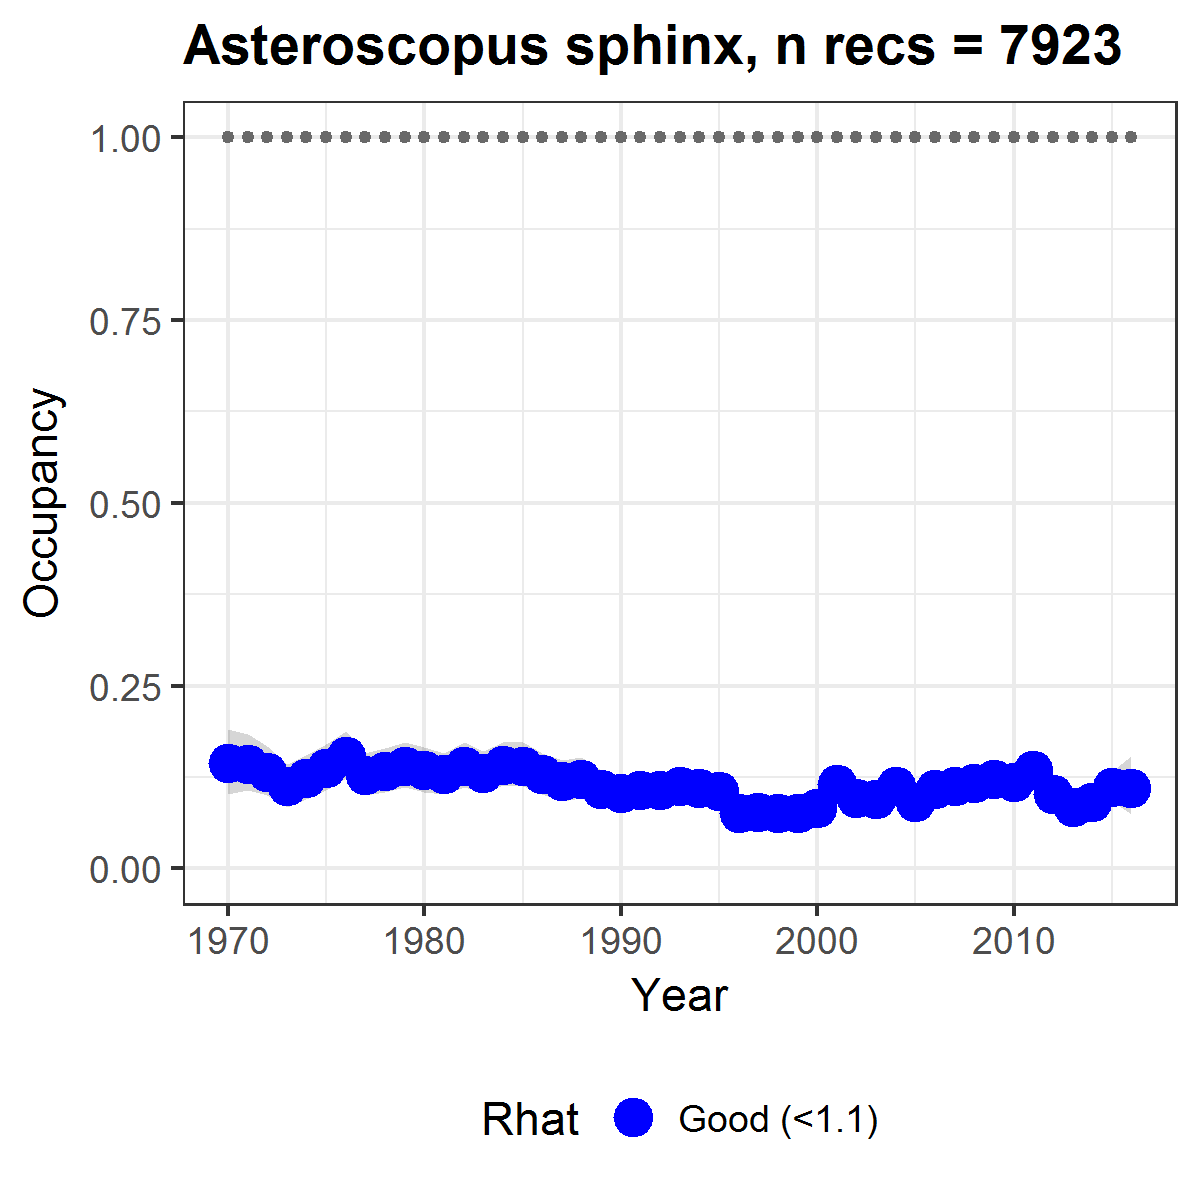 Asteroscopus sphinx, n recs = 7923
1.00
0.75
0.50
0.25
0.00
Occupancy
1970 1980 1990 2000 2010
Year
Rhat Good (<1.1)